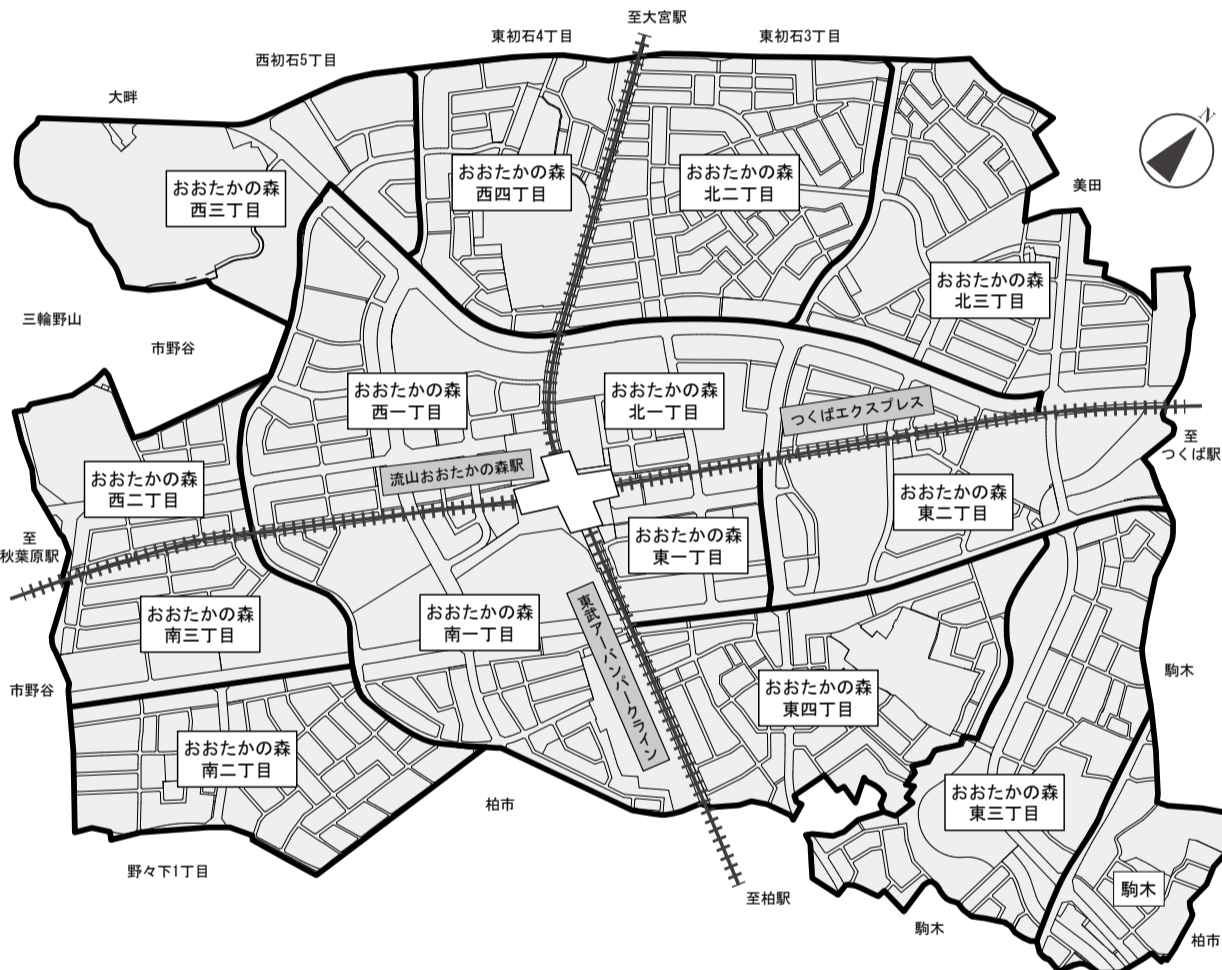 至大宮駅
東初石4丁目
東初石3丁目
西初石5丁目
大畔
N
おおたかの森
西三丁目
おおたかの森
西四丁目
おおたかの森
北二丁目
美田
おおたかの森
北三丁目
三輪野山
市野谷
おおたかの森
西一丁目
おおたかの森
北一丁目
つくばエクスプレス
至
つくば駅
流山おおたかの森駅
おおたかの森
西二丁目
おおたかの森
東二丁目
至
秋葉原駅
おおたかの森
東一丁目
おおたかの森
南三丁目
おおたかの森
南一丁目
東武アーバンパークライン
市野谷
駒木
おおたかの森
東四丁目
おおたかの森
南二丁目
おおたかの森
東三丁目
柏市
野々下1丁目
駒木
至柏駅
駒木
柏市